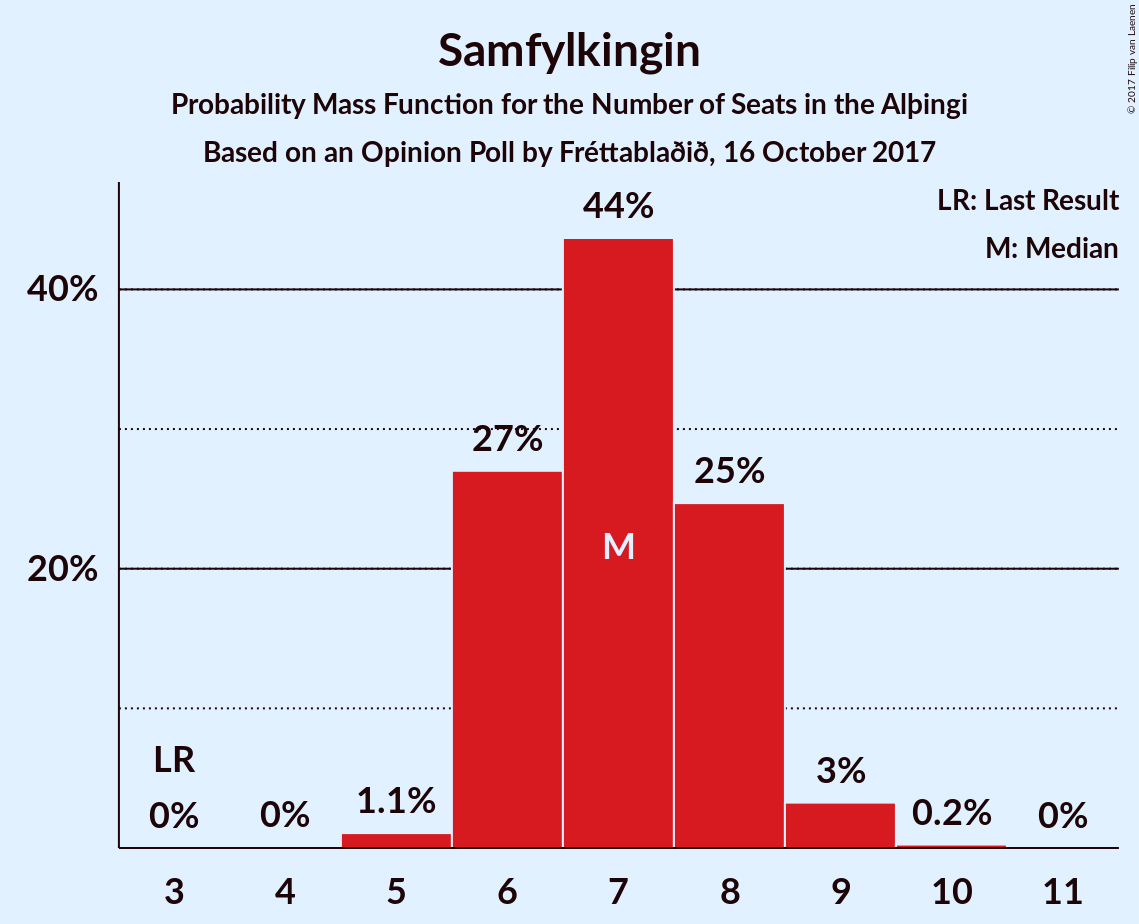 Samfylkingin
Probability Mass Function for the Number of Seats in the Alþingi
Based on an Opinion Poll by Fréttablaðið, 16 October 2017
© 2017 Filip van Laenen
LR: Last Result
M: Median
44%
40%
27%
25%
M
20%
LR
0%
0%
1.1%
3%
0.2%
0%
3 4 5 6 7 8 9 10 11